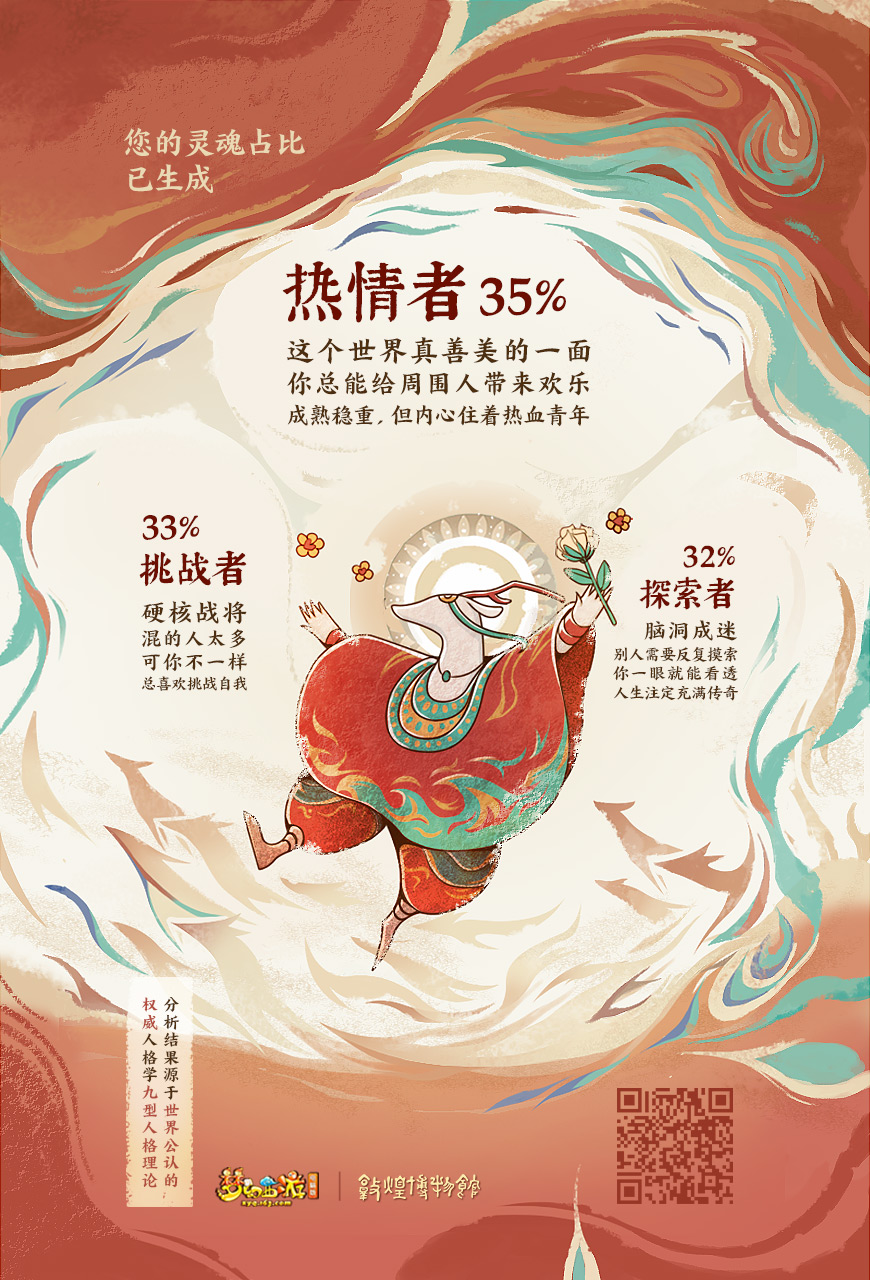 您的灵魂占比
已生成
热情者 35%
这个世界真善美的一面
你总能给周围人带来欢乐
成熟稳重，但内心住着热血青年
33%
挑战者
硬核战将
混的人太多
可你不一样
总喜欢挑战自我
32%
探索者
脑洞成迷
别人需要反复摸索
你一眼就能看透
人生注定充满传奇
分析结果源于世界公认的
权威人格学九型人格理论
梦幻西游
xyq.163.com
敦煌博物館